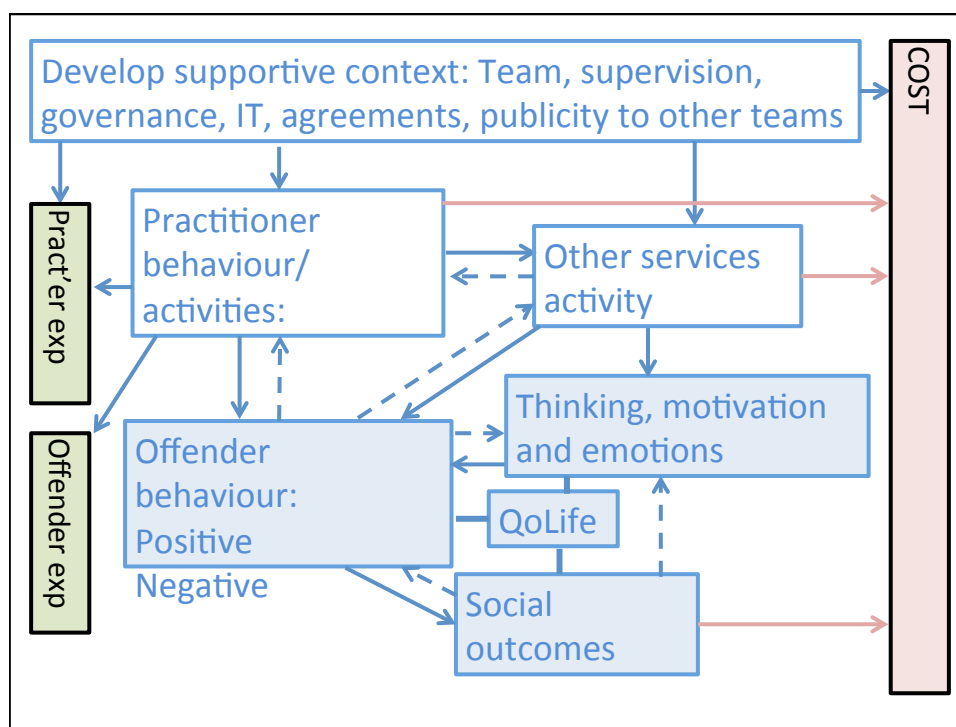 Develop supportive context: Team, supervision,
governance, IT, agreements, publicity to other teams
COST
Pract'er exp
Practitioner
behaviour/
activities:
Other services
activity
Thinking, motivation
and emotions
Offender exp
Offender
behaviour:
Positive
Negative
QoLife
Social
outcomes